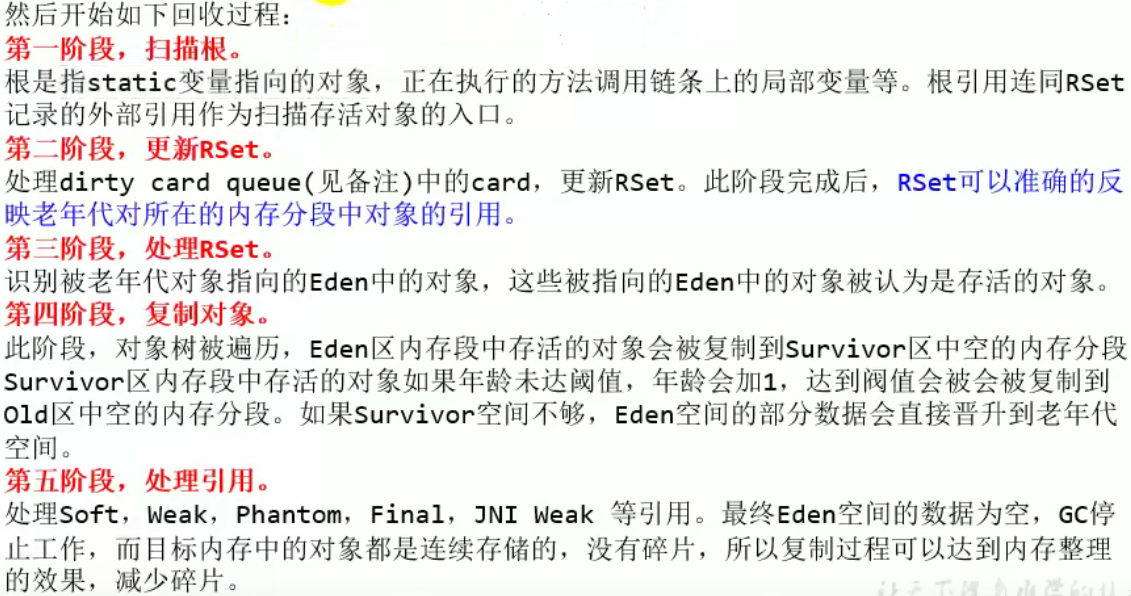 然后开始如下回收过程：
第一阶段，扫描根。
根是指static变量指向的对象，正在执行的方法调用链条上的局部变量等。根引用连同RSet
记录的外部引用作为扫描存活对象的入口。
第二阶段，更新RSet。
处理dirty card queue(见备注)中的card，更新RSet。此阶段完成后，RSet可以准确的反
映老年代对所在的内存分段中对象的引用。
第三阶段，处理RSet。
识别被老年代对象指向的Eden中的对象，这些被指向的Eden中的对象被认为是存活的对象。
第四阶段，复制对象。
此阶段，对象树被遍历，Eden区内存段中存活的对象会被复制到Survivor区中空的内存分段
Survivor区内存段中存活的对象如果年龄未达阈值，年龄会加1，达到阀值会被会被复制到
Old区中空的内存分段。如果Survivor空间不够，Eden空间的部分数据会直接晋升到老年代
空间。
第五阶段，处理引用。
处理Soft，Weak，Phantom，Final，JNI Weak 等引用。最终Eden空间的数据为空，GC停
止工作，而目标内存中的对象都是连续存储的，没有碎片，所以复制过程可以达到内存整理
的效果，减少碎片。